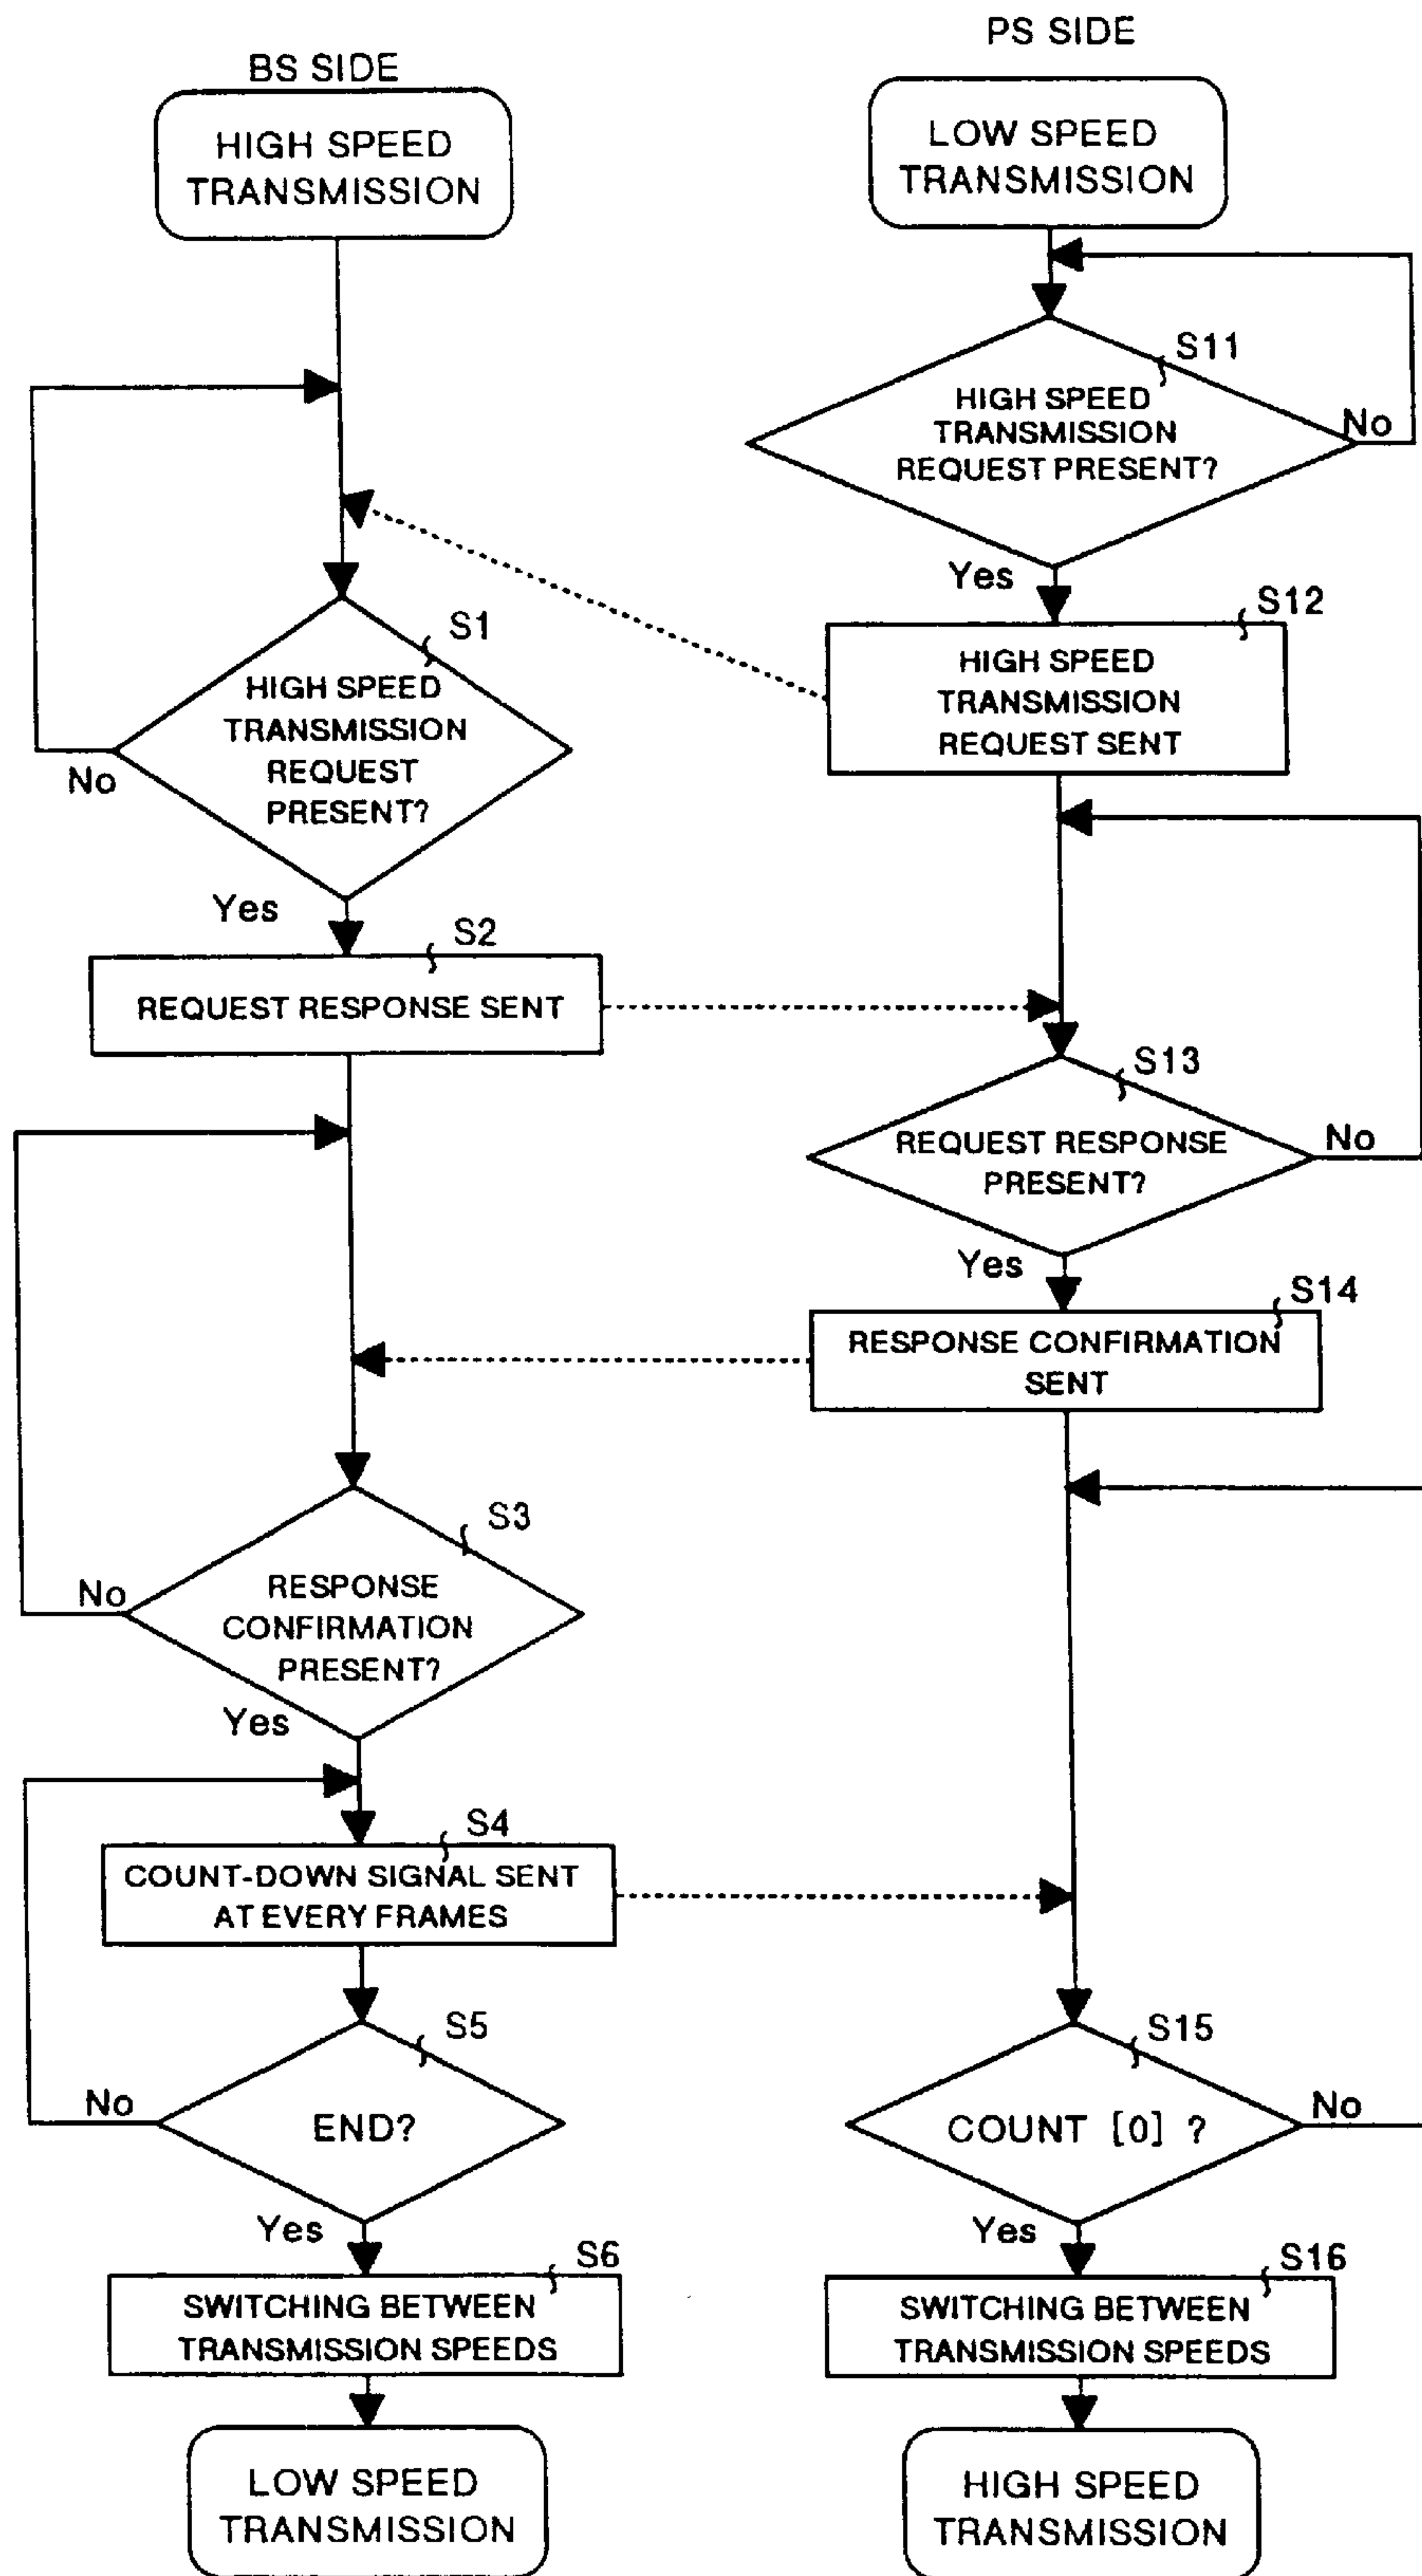 BS SIDE
HIGH SPEED
TRANSMISSION
S1
HIGH SPEED
TRANSMISSION
REQUEST
PRESENT?
No
Yes
S2
REQUEST RESPONSE SENT
S3
RESPONSE
CONFIRMATION
PRESENT?
No
Yes
S4
COUNT-DOWN SIGNAL SENT
AT EVERY FRAMES
S5
END?
No
Yes
S6
SWITCHING BETWEEN
TRANSMISSION SPEEDS
LOW SPEED
TRANSMISSION
PS SIDE
LOW SPEED
TRANSMISSION
S11
HIGH SPEED
TRANSMISSION
REQUEST PRESENT?
No
Yes
S12
HIGH SPEED
TRANSMISSION
REQUEST SENT
S13
REQUEST RESPONSE
PRESENT?
No
Yes
S14
RESPONSE CONFIRMATION
SENT
S15
COUNT [0] ?
No
Yes
S16
SWITCHING BETWEEN
TRANSMISSION SPEEDS
HIGH SPEED
TRANSMISSION